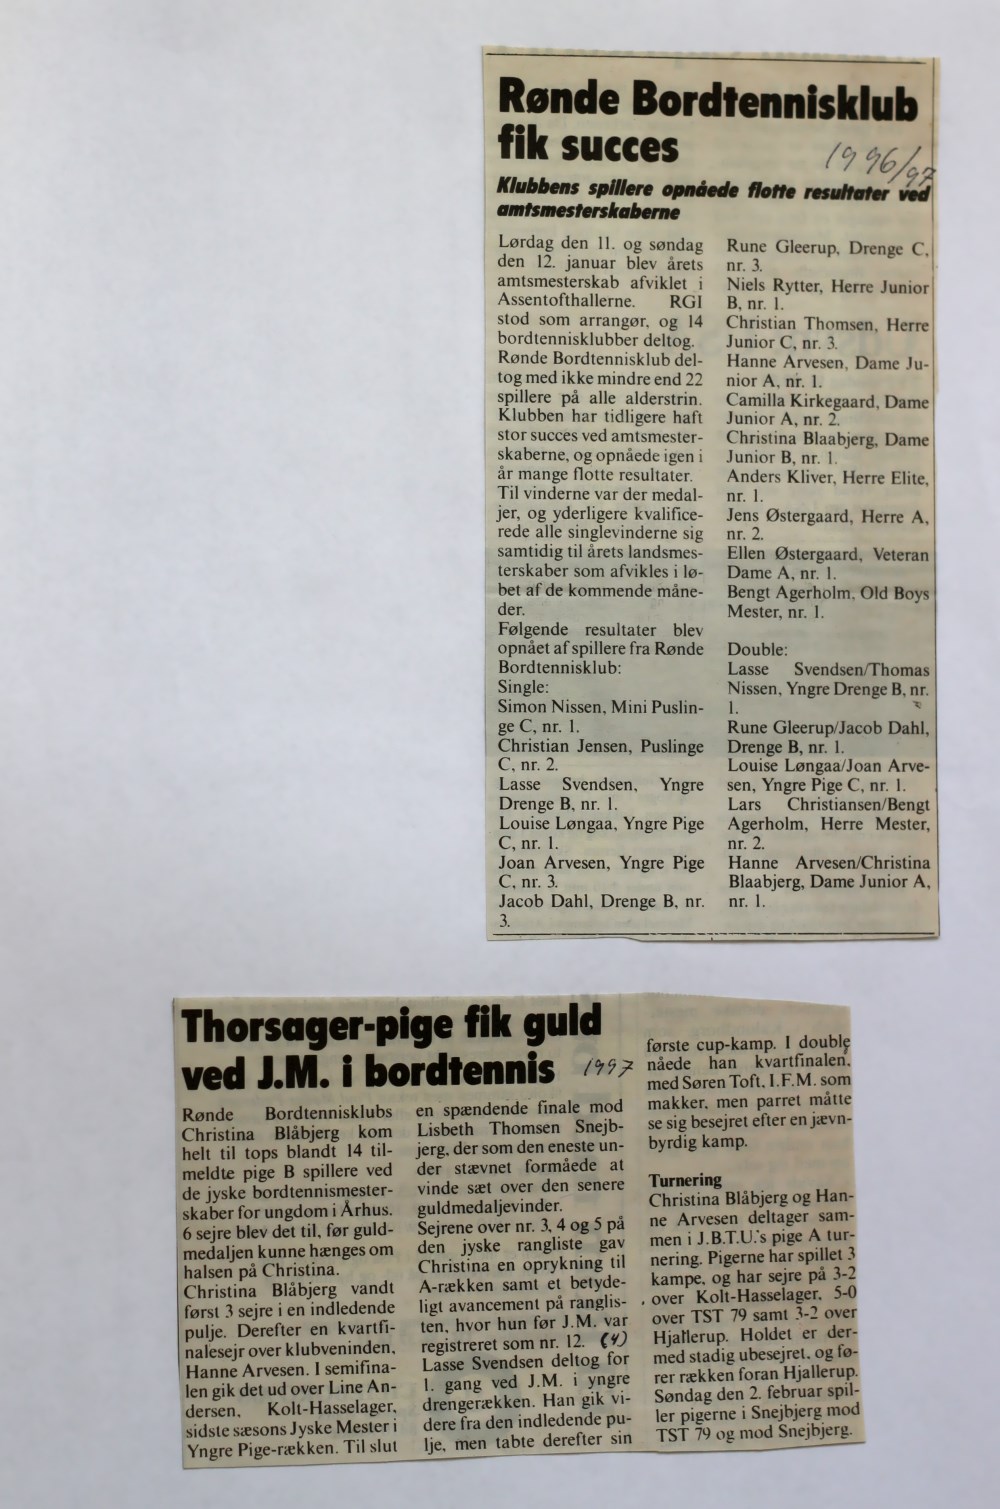 Rønde Bordtennisklub
fik succes
1996/97
Klubbens spillere opnåede flotte resultater ved
amtsmesterskaberne
Lørdag den 11. og søndag
den 12. januar blev årets
amtsmesterskab afviklet i
Assentofthallerne. RGI
stod som arrangør, og 14
bordtennisklubber deltog.
Rønde Bordtennisklub del-
tog med ikke mindre end 22
spillere på alle alderstrin.
Klubben har tidligere haft
stor succes ved amtsmester-
skaberne, og opnåede igen i
år mange flotte resultater.
Til vinderne var der medal-
jer, og yderligere kvalifice-
rede alle singlevinderne sig
samtidig til årets landsmes-
terskaber som afvikles i lø-
bet af de kommende måne-
der.
Følgende resultater blev
opnået af spillere fra Rønde
Bordtennisklub:
Single:
Simon Nissen, Mini Puslin-
ge C, nr. 1.
Christian Jensen, Puslinge
C, nr. 2.
Lasse Svendsen, Yngre
Drenge B, nr. 1.
Louise Løngaa, Yngre Pige
C, nr. 1.
Joan Arvesen, Yngre Pige
C, nr. 3.
Jacob Dahl, Drenge B, nr.
3.
Rune Gleerup, Drenge C,
nr. 3.
Niels Rytter, Herre Junior
B, nr. 1.
Christian Thomsen, Herre
Junior C, nr. 3.
Hanne Arvesen, Dame Ju-
nior A, nr. 1.
Camilla Kirkegaard, Dame
Junior A, nr. 2.
Christina Blaabjerg, Dame
Junior B, nr. 1.
Anders Kliver, Herre Elite,
nr. 1.
Jens Østergaard, Herre A,
nr. 2.
Ellen Østergaard, Veteran
Dame A, nr. 1.
Bengt Agerholm, Old Boys
Mester, nr. 1.
Double:
Lasse Svendsen/Thomas
Nissen, Yngre Drenge B, nr.
1.
Rune Gleerup/Jacob Dahl,
Drenge B, nr. 1.
Louise Løngaa/Joan Arve-
sen, Yngre Pige C, nr. 1.
Lars Christiansen/Bengt
Agerholm, Herre Mester,
nr. 2.
Hanne Arvesen/Christina
Blaabjerg, Dame Junior A,
nr. 1.
Thorsager-pige fik guld
ved J.M. i bordtennis
1997
Rønde Bordtennisklubs
Christina Blåbjerg kom
helt til tops blandt 14 til-
meldte pige B spillere ved
de jyske bordtennismester-
skaber for ungdom i Århus.
6 sejre blev det til, før guld-
medaljen kunne hænges om
halsen på Christina.
Christina Blåbjerg vandt
først 3 sejre i en indledende
pulje. Derefter en kvartfi-
nalesejr over klubveninden,
Hanne Arvesen. I semifina-
len gik det ud over Line An-
dersen, Kolt-Hasselager,
sidste sæsons Jyske Mester i
Yngre Pige-rækken. Til slut
en spændende finale mod
Lisbeth Thomsen Snejb-
jerg, der som den eneste un-
der stævnet formåede at
vinde sæt over den senere
guldmedaljevinder.
Sejrene over nr. 3, 4 og 5 på
den jyske rangliste gav
Christina en oprykning til
A-rækken samt et betyde-
ligt avancement på ranglis-
ten, hvor hun før J.M. var
registreret som nr. 12. (4)
Lasse Svendsen deltog for
1. gang ved J.M. i yngre
drengerækken. Han gik vi-
dere fra den indledende pu-
lje, men tabte derefter sin
første cup-kamp. I double
nåede han kvartfinalen,
med Søren Toft, I.F.M. som
makker, men parret måtte
se sig besejret efter en jævn-
byrdig kamp.
Turnering
Christina Blåbjerg og Han-
ne Arvesen deltager sam-
men i J.B.T.U.'s pige A tur-
nering. Pigerne har spillet 3
kampe, og har sejre på 3-2
over Kolt-Hasselager, 5-0
over TST 79 samt 3-2 over
Hjallerup. Holdet er der-
med stadig ubesejret, og fø-
rer rækken foran Hjallerup.
Søndag den 2. februar spil-
ler pigerne i Snejbjerg mod
TST 79 og mod Snejbjerg.